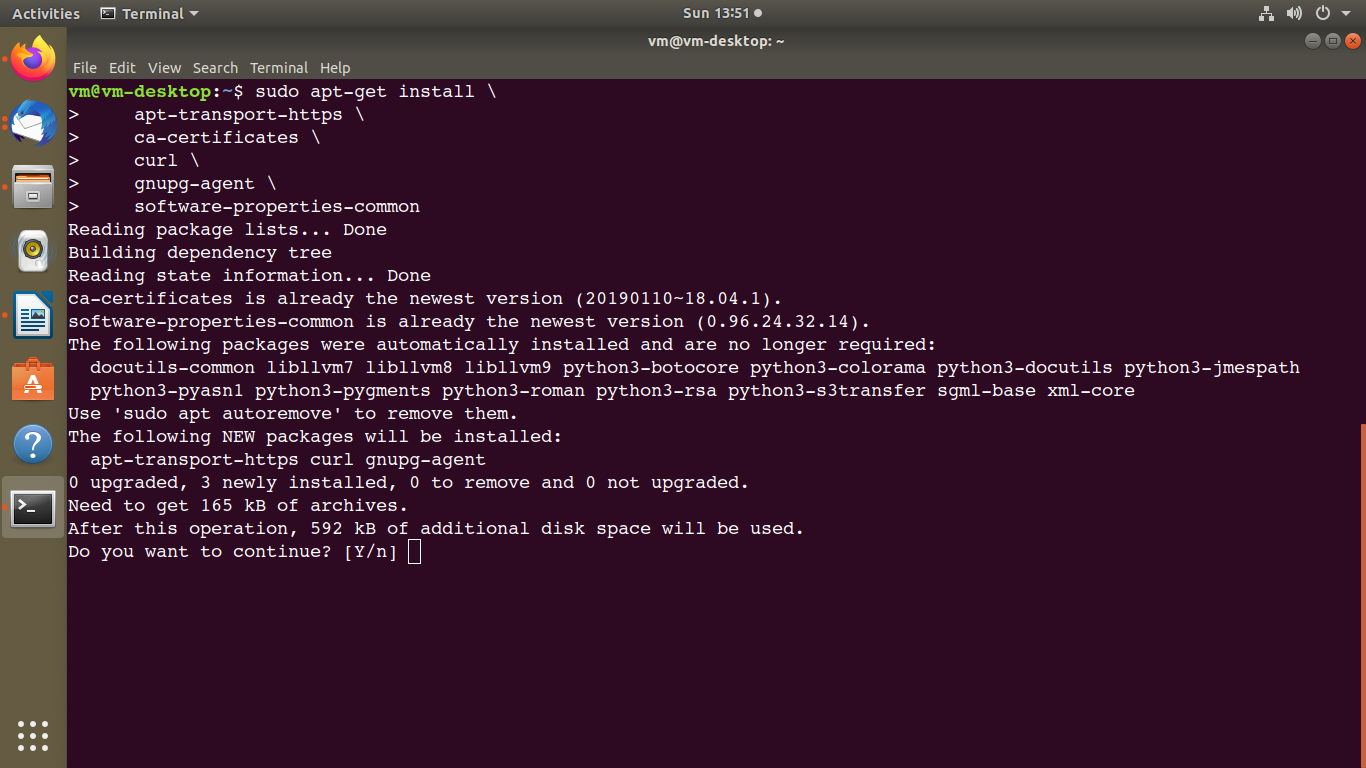 Activities Terminal Sun 13:51
vm@vm-desktop: ~
File Edit View Search Terminal Help
vm@vm-desktop:~$ sudo apt-get install \
> apt-transport-https \
> ca-certificates \
> curl \
> gnupg-agent \
> software-properties-common
Reading package lists... Done
Building dependency tree
Reading state information... Done
ca-certificates is already the newest version (20190110~18.04.1).
software-properties-common is already the newest version (0.96.24.32.14).
The following packages were automatically installed and are no longer required:
docutils-common libllvm7 libllvm8 libllvm9 python3-botocore python3-colorama python3-docutils python3-jmespath
python3-pyasn1 python3-pygments python3-roman python3-rsa python3-s3transfer sgml-base xml-core
Use 'sudo apt autoremove' to remove them.
The following NEW packages will be installed:
apt-transport-https curl gnupg-agent
0 upgraded, 3 newly installed, 0 to remove and 0 not upgraded.
Need to get 165 kB of archives.
After this operation, 592 kB of additional disk space will be used.
Do you want to continue? [Y/n]